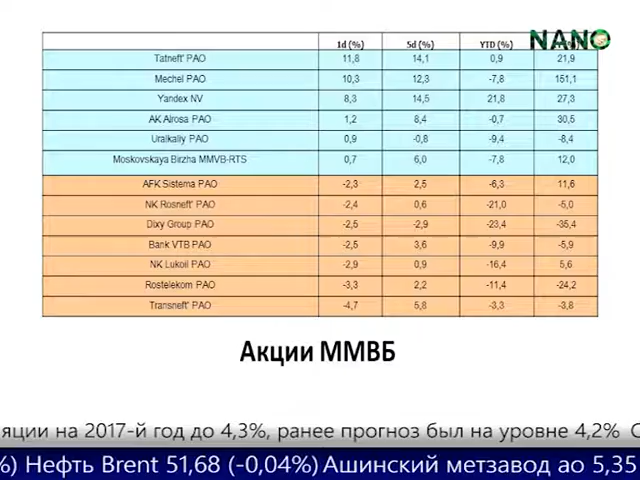 NANO
1d (%) 5d (%) YTD (%)
Tatneft' PAO 11,8 14,1 0,9 21,9
Mechel PAO 10,3 12,3 -7,8 151,1
Yandex NV 8,3 14,5 21,8 27,3
AK Alrosa PAO 1,2 8,4 -0,7 30,5
Uralkaliy PAO 0,9 -0,8 -9,4 -8,4
Moskovskaya Birzha MMVB-RTS 0,7 6,0 -7,8 12,0
AFK Sistema PAO -2,3 2,5 -6,3 11,6
NK Rosneft' PAO -2,4 0,6 -21,0 -5,0
Dixy Group PAO -2,5 -2,9 -23,4 -35,4
Bank VTB PAO -2,5 3,6 -9,9 -5,9
NK Lukoil PAO -2,9 0,9 -16,4 5,6
Rostelekom PAO -3,3 2,2 -11,4 -24,2
Transneft' PAO -4,7 5,8 -3,3 -3,8
Акции ММВБ
яции на 2017-й год до 4,3%, ранее прогноз был на уровне 4,2%
%) Нефть Brent 51,68 (-0,04%) Ашинский метзавод ао 5,35